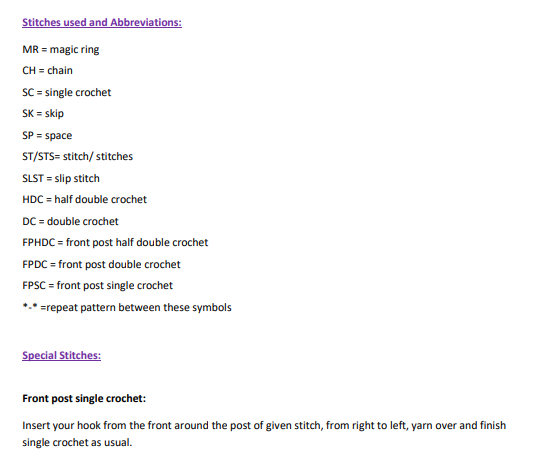 Stitches used and Abbreviations:
MR = magic ring
CH = chain
SC = single crochet
SK = skip
SP = space
ST/STS= stitch/ stitches
SLST = slip stitch
HDC = half double crochet
DC = double crochet
FPHDC = front post half double crochet
FPDC = front post double crochet
FPSC = front post single crochet
*-* =repeat pattern between these symbols
Special Stitches:
Front post single crochet:
Insert your hook from the front around the post of given stitch, from right to left, yarn over and finish
single crochet as usual.